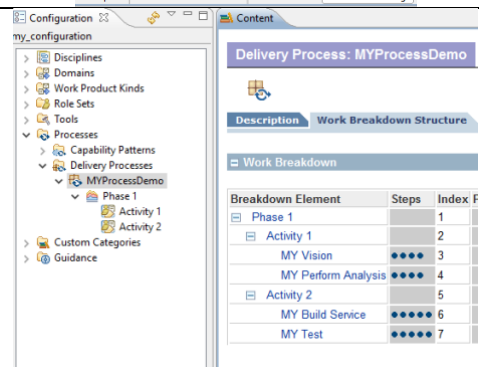 Configuration
my_configuration
Disciplines
Domains
Work Product Kinds
Role Sets
Tools
Processes
Capability Patterns
Delivery Processes
MYProcessDemo
Phase 1
Activity 1
Activity 2
Custom Categories
Guidance
Content
Delivery Process: MYProcessDemo
Description Work Breakdown Structure
Work Breakdown
Breakdown Element Steps Index
Phase 1 1
Activity 1 2
MY Vision 3
MY Perform Analysis 4
Activity 2 5
MY Build Service 6
MY Test 7